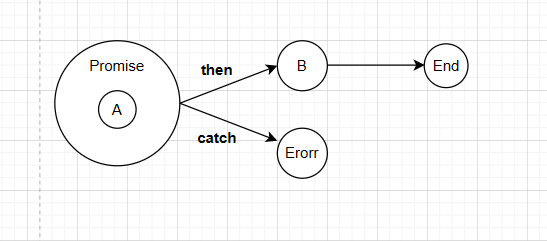 Promise
A
then
B
End
catch
Erorr